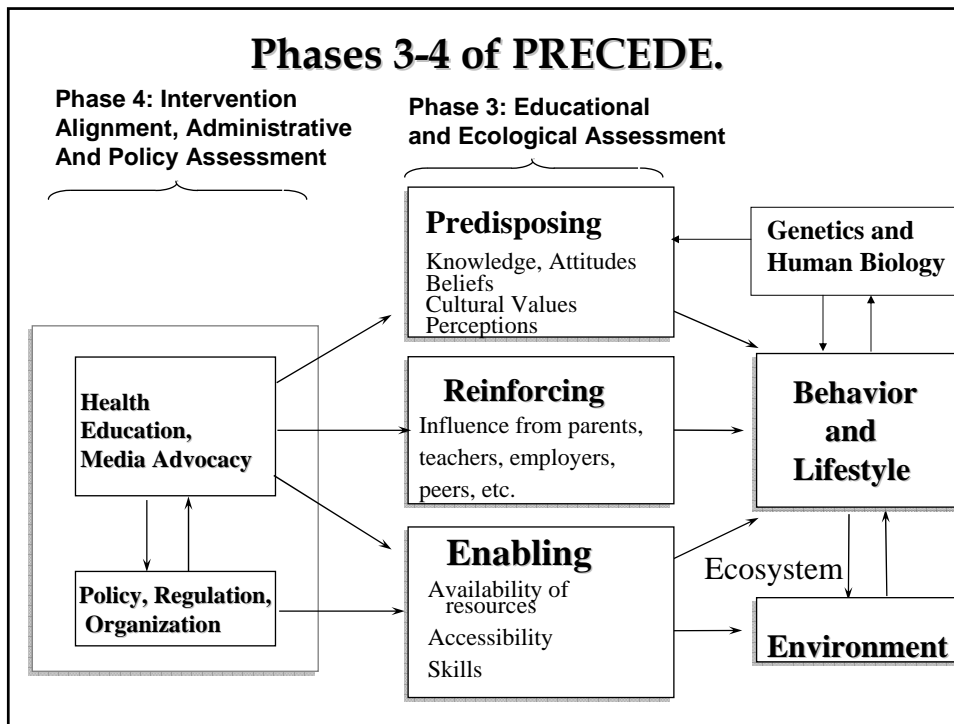 Phases 3-4 of PRECEDE.
Phase 4: Intervention
Alignment, Administrative
And Policy Assessment
Phase 3: Educational
and Ecological Assessment
Predisposing
Knowledge, Attitudes
Beliefs
Cultural Values
Perceptions
Genetics and
Human Biology
Health
Education,
Media Advocacy
Reinforcing
Influence from parents,
teachers, employers,
peers, etc.
Behavior
and
Lifestyle
Policy, Regulation,
Organization
Enabling
Availability of
resources
Accessibility
Skills
Ecosystem
Environment